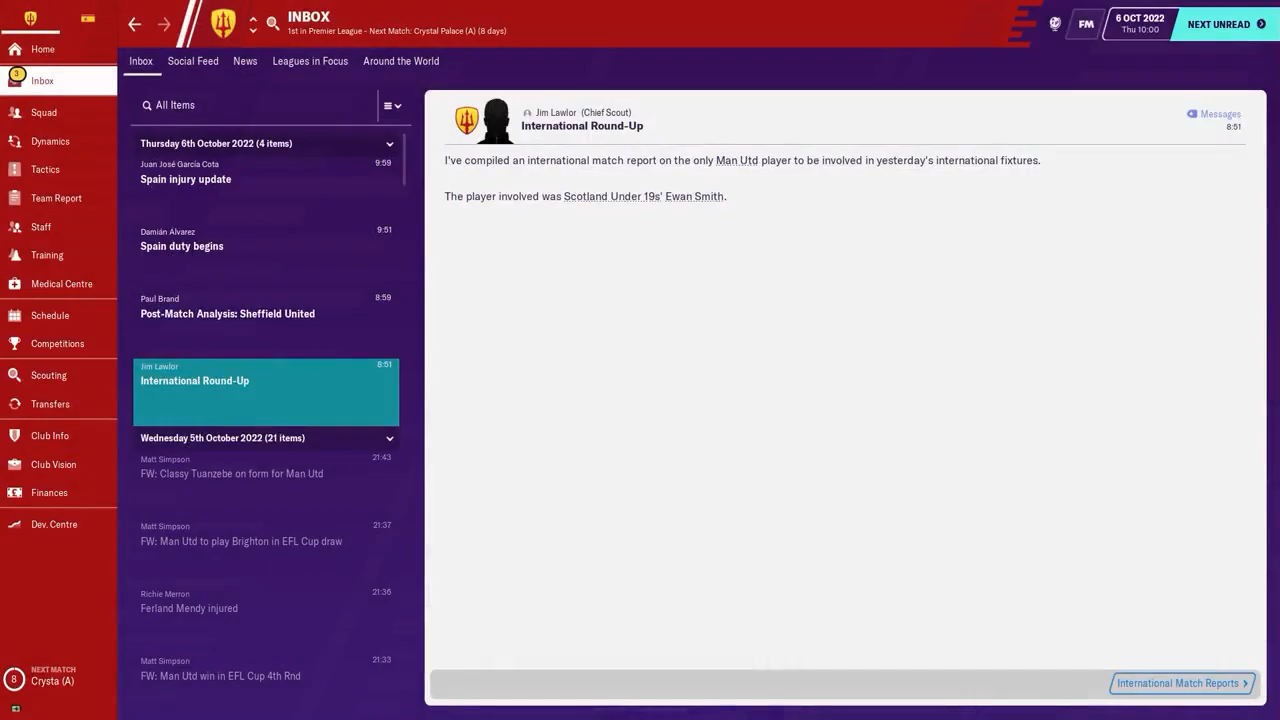 INBOX
1st in Premier League - Next Match: Crystal Palace (A) (8 days)
FM
6 OCT 2022
Thu 10:00
NEXT UNREAD
Home
3
Inbox
Squad
Dynamics
Tactics
Team Report
Staff
Training
Medical Centre
Schedule
Competitions
Scouting
Transfers
Club Info
Club Vision
Finances
Dev. Centre
8
NEXT MATCH
Crysta (A)
Inbox
Social Feed
News
Leagues in Focus
Around the World
All Items
Thursday 6th October 2022 (4 items)
Juan José García Cota 9:59
Spain injury update
Damián Alvarez 9:51
Spain duty begins
Paul Brand 8:59
Post-Match Analysis: Sheffield United
Jim Lawlor 8:51
International Round-Up
Wednesday 5th October 2022 (21 items)
Matt Simpson 21:43
FW: Classy Tuanzebe on form for Man Utd
Matt Simpson 21:37
FW: Man Utd to play Brighton in EFL Cup draw
Richie Merron 21:36
Ferland Mendy injured
Matt Simpson 21:33
FW: Man Utd win in EFL Cup 4th Rnd
Jim Lawlor (Chief Scout)
International Round-Up
Messages
8:51
I've compiled an international match report on the only Man Utd player to be involved in yesterday's international fixtures.
The player involved was Scotland Under 19s' Ewan Smith.
International Match Reports